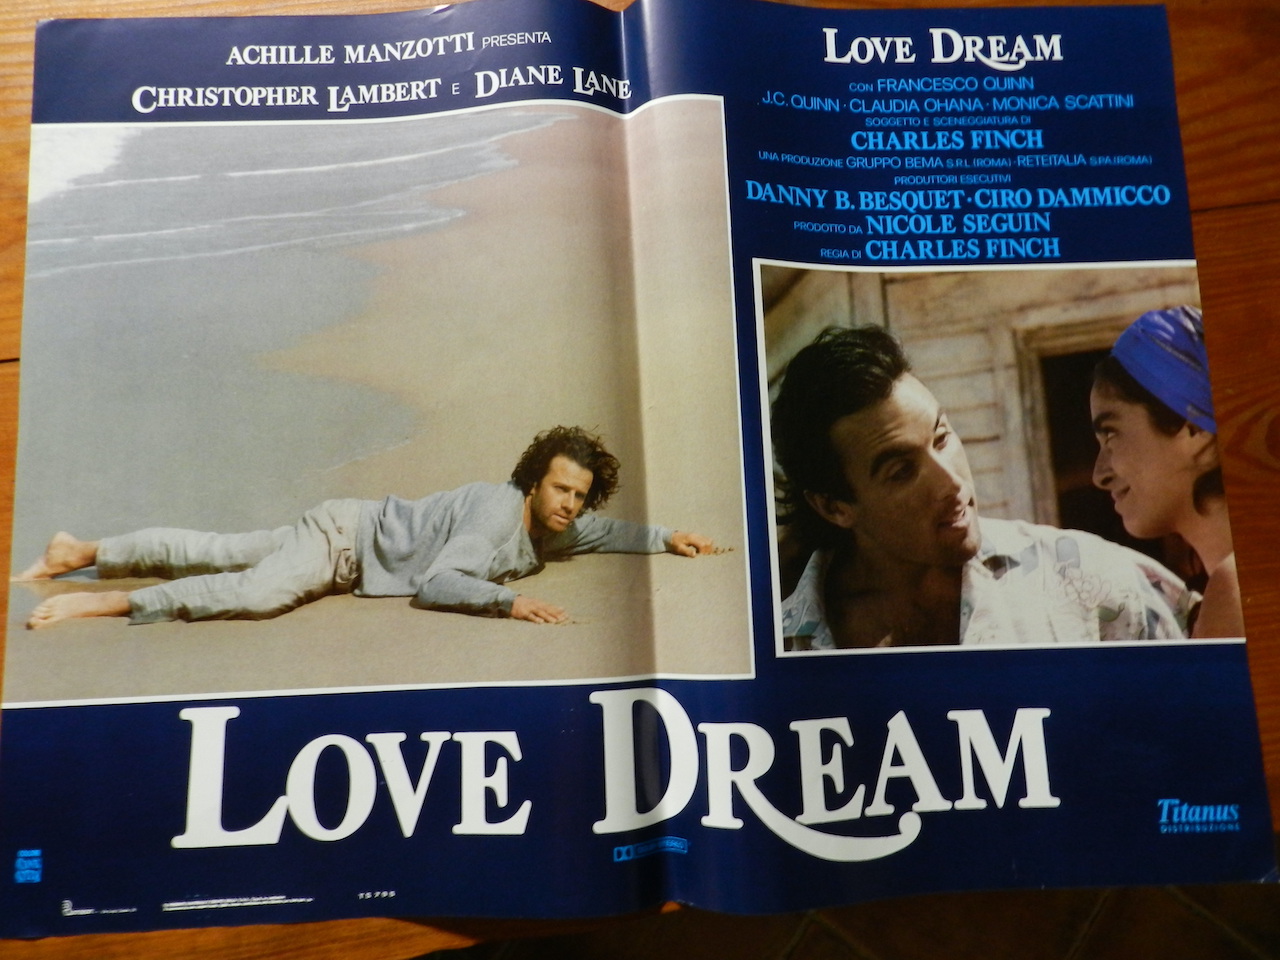 ACHILLE MANZOTTI PRESENTA
CHRISTOPHER LAMBERT E DIANE LANE
LOVE DREAM
CON FRANCESCO QUINN
J.C. QUINN · CLAUDIA OHANA · MONICA SCATTINI
SOGGETTO E SCENEGGIATURA DI
CHARLES FINCH
UNA PRODUZIONE GRUPPO BEMA S.R.L (ROMA) - RETEITALIA S.P.A (ROMA)
PRODUTTORI ESECUTIVI
DANNY B. BESQUET · CIRO DAMMICCO
PRODOTTO DA NICOLE SEGUIN
REGIA DI CHARLES FINCH
LOVE DREAM
Titanus
DISTRIBUZIONE